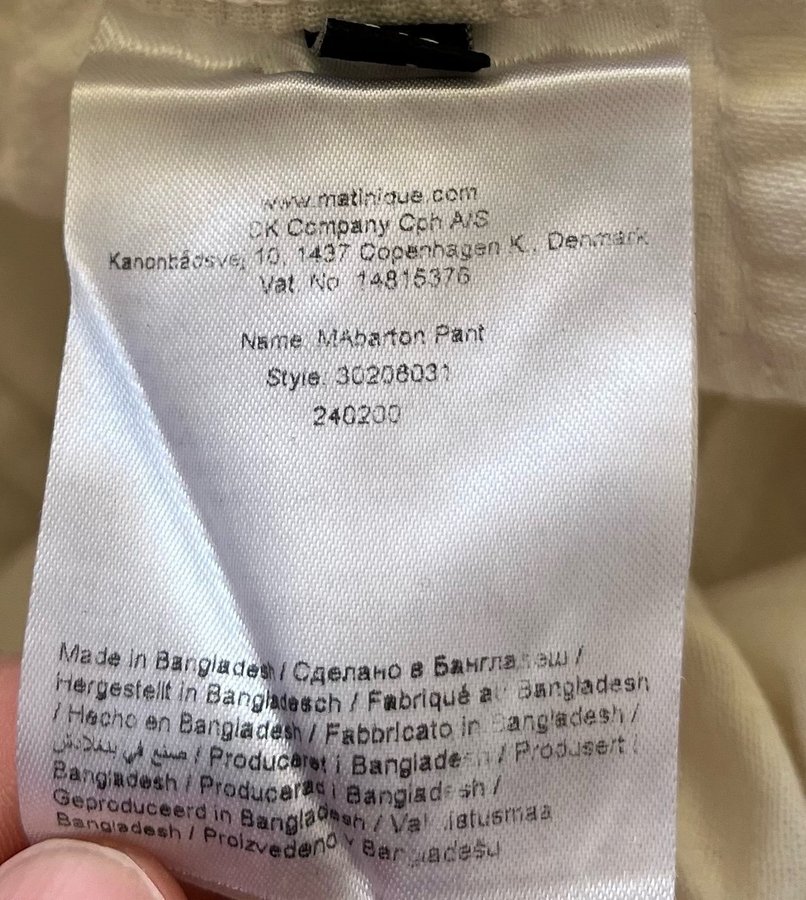 www.matinique.com
DK Company Cph A/S
Kanonbådsvej 10, 1437 Copenhagen K., Denmark
Vat. No. 14815376
Name: MAbarton Pant
Style: 30206031
240200
Made in Bangladesh / Сделано в Бангладеш /
Hergestellt in Bangladesch / Fabriqué au Bangladesh
/ Hecho en Bangladesh / Fabbricato in Bangladesh /
صنع في بنغلادش / Produceret i Bangladesh / Produsert i
Bangladesh / Producerad i Bangladesh /
Geproduceerd in Bangladesh / Valmistusmaa
Bangladesh / Proizvedeno v Bangladešu